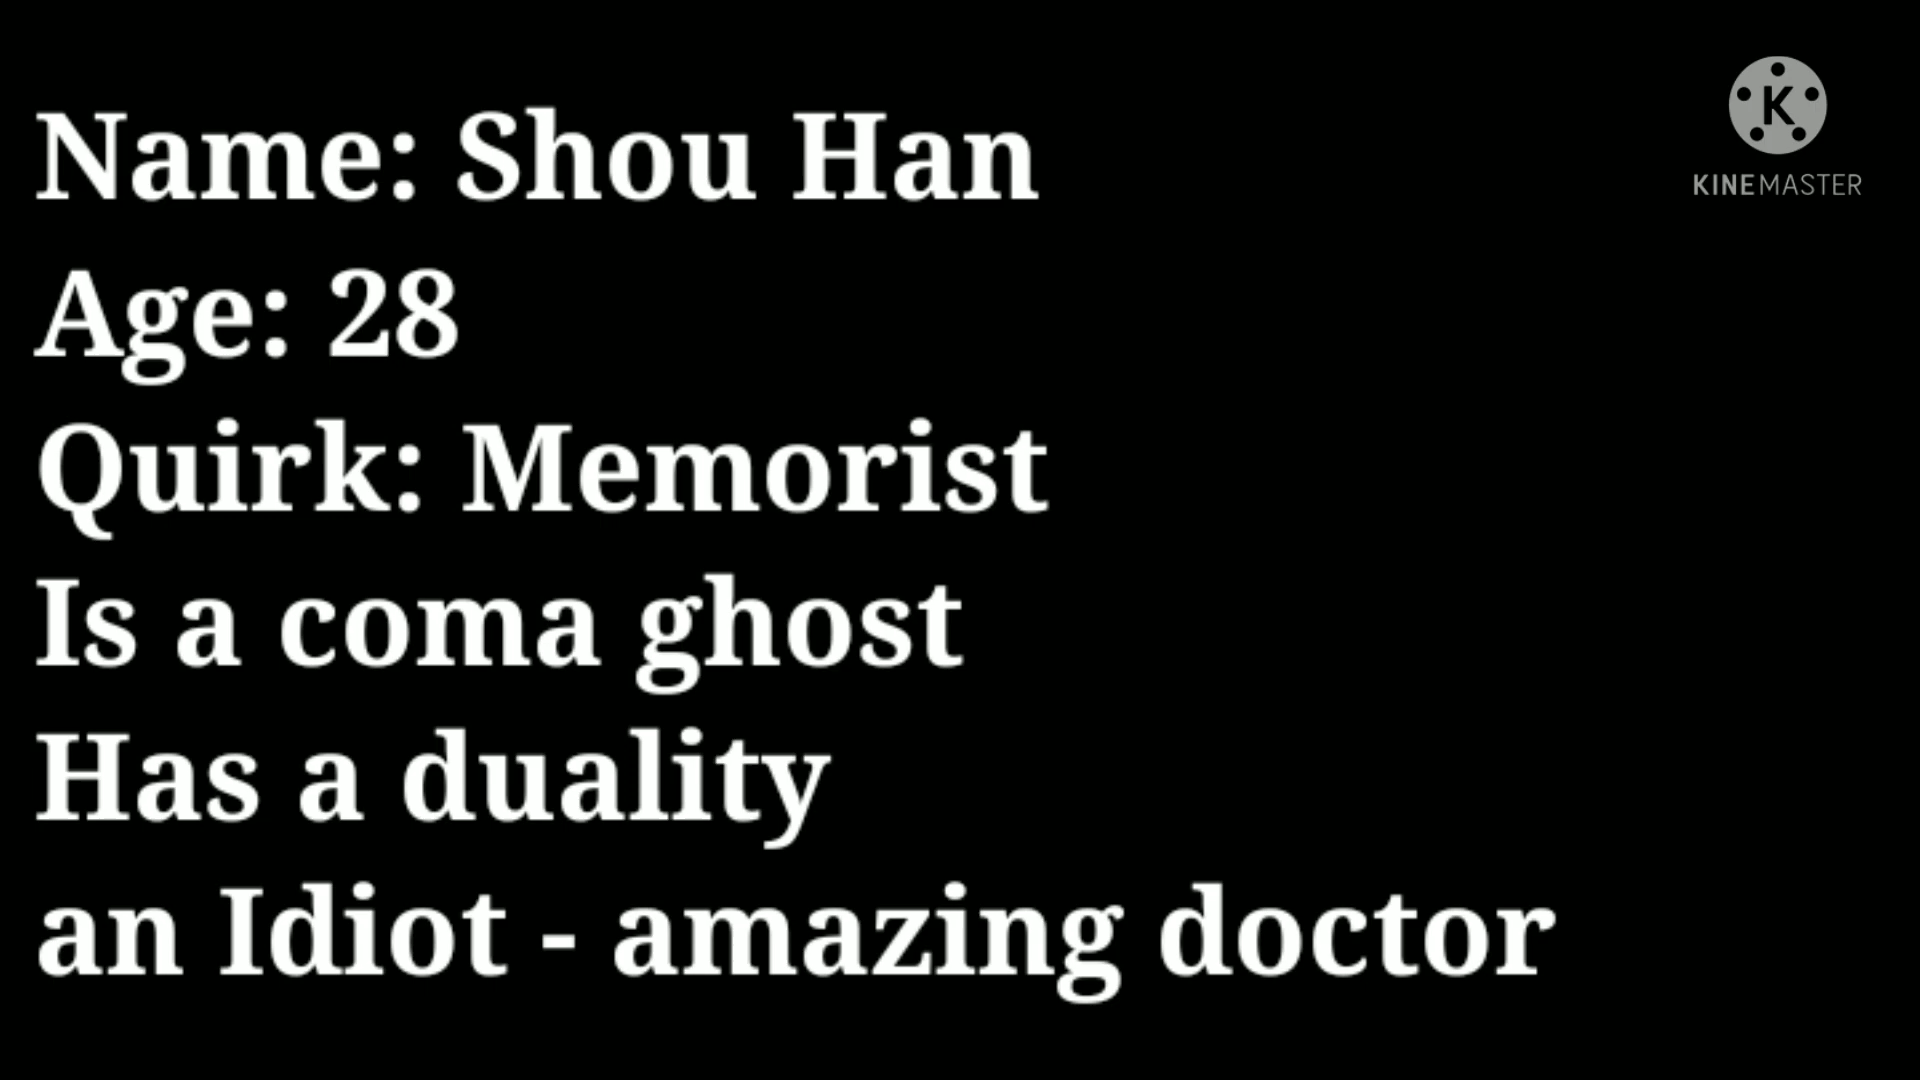 Name: Shou Han
Age: 28
Quirk: Memorist
Is a coma ghost
Has a duality
an Idiot - amazing doctor
K
KINEMASTER